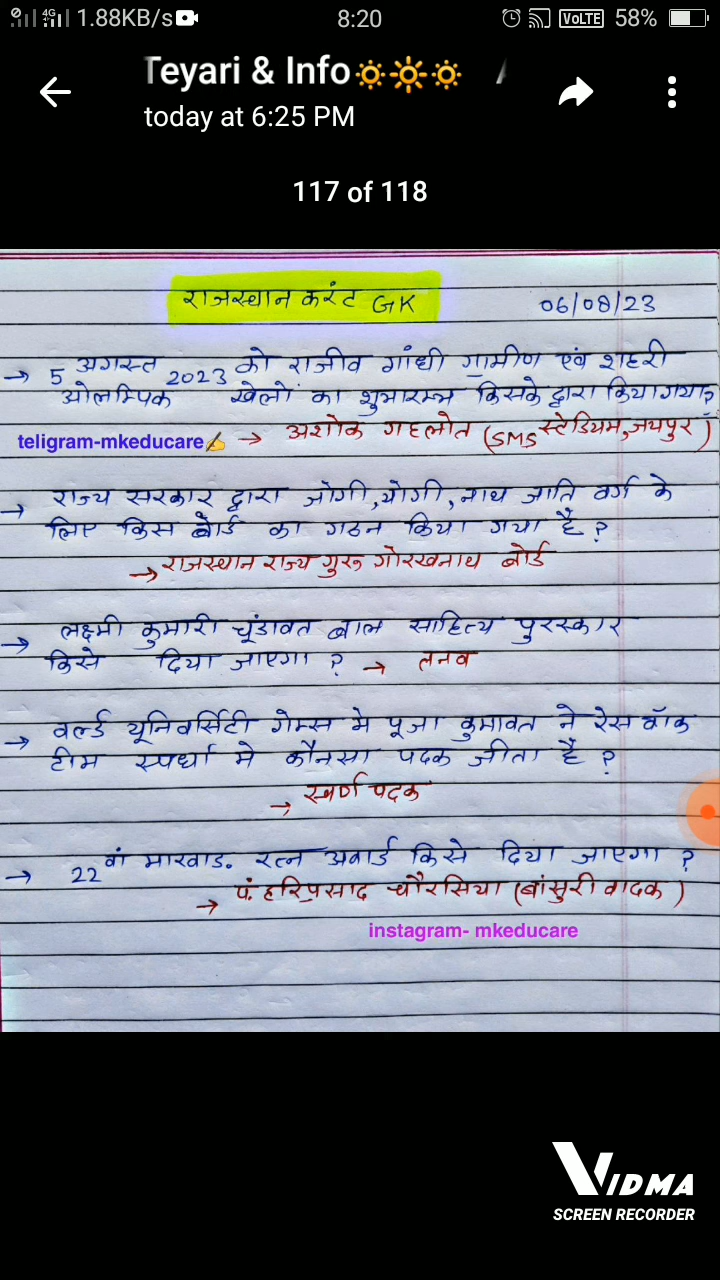 1.88KB/s 8:20 VoLTE 58%
Teyari & Info
today at 6:25 PM
117 of 118
राजस्थान करंट GK 06/08/23
→ 5 अगस्त 2023 को राजीव गांधी ग्रामीण एवं शहरी
ओलम्पिक खेलों का शुभारम्भ किसके द्वारा किया गया?
teligram-mkeducare✍ → अशोक गहलोत (SMS स्टेडियम,जयपुर)
→ राज्य सरकार द्वारा जोगी,योगी,नाथ जाति वर्ग के
लिए किस बोर्ड का गठन किया गया है?
→ राजस्थान राज्य गुरु गोरखनाथ बोर्ड
→ लक्ष्मी कुमारी चूंडावत बाल साहित्य पुरस्कार
किसे दिया जाएगा? → तनव
→ वर्ल्ड यूनिवर्सिटी गेम्स मे पूजा कुमावत ने रेस वॉक
टीम स्पर्धा मे कौनसा पदक जीता है?
→ स्वर्ण पदक
→ 22 वां मारवाड़ रत्न अवार्ड किसे दिया जाएगा?
→ पं. हरिप्रसाद चौरसिया (बांसुरी वादक)
instagram- mkeducare
VIDMA
SCREEN RECORDER